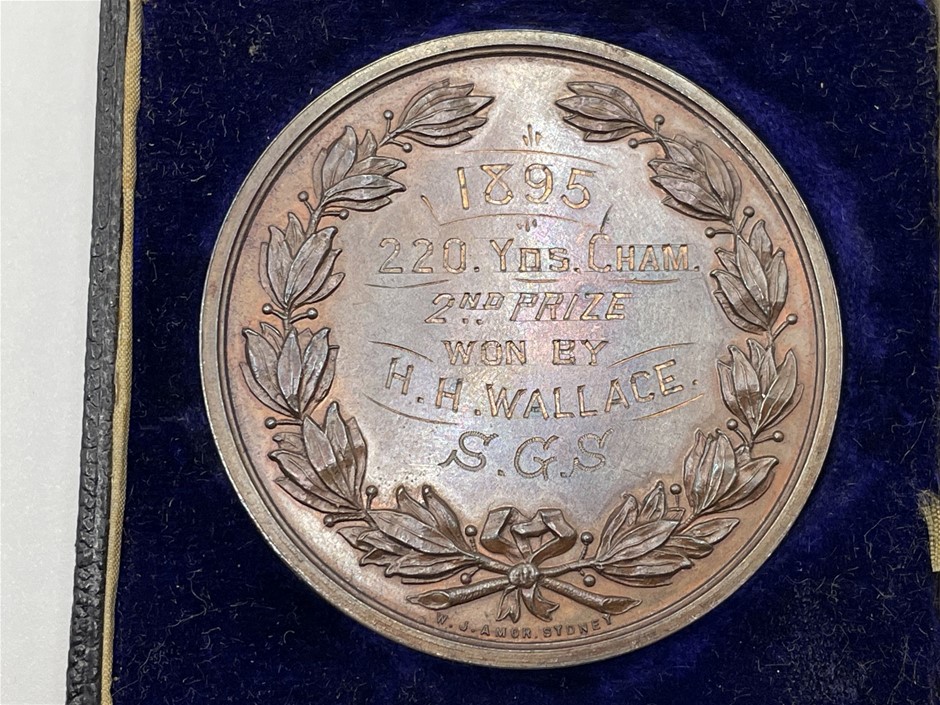 1895
220. YDS. CHAM.
2ND PRIZE
WON BY
H. H. WALLACE.
S. G. S
W. J. AMOR, SYDNEY